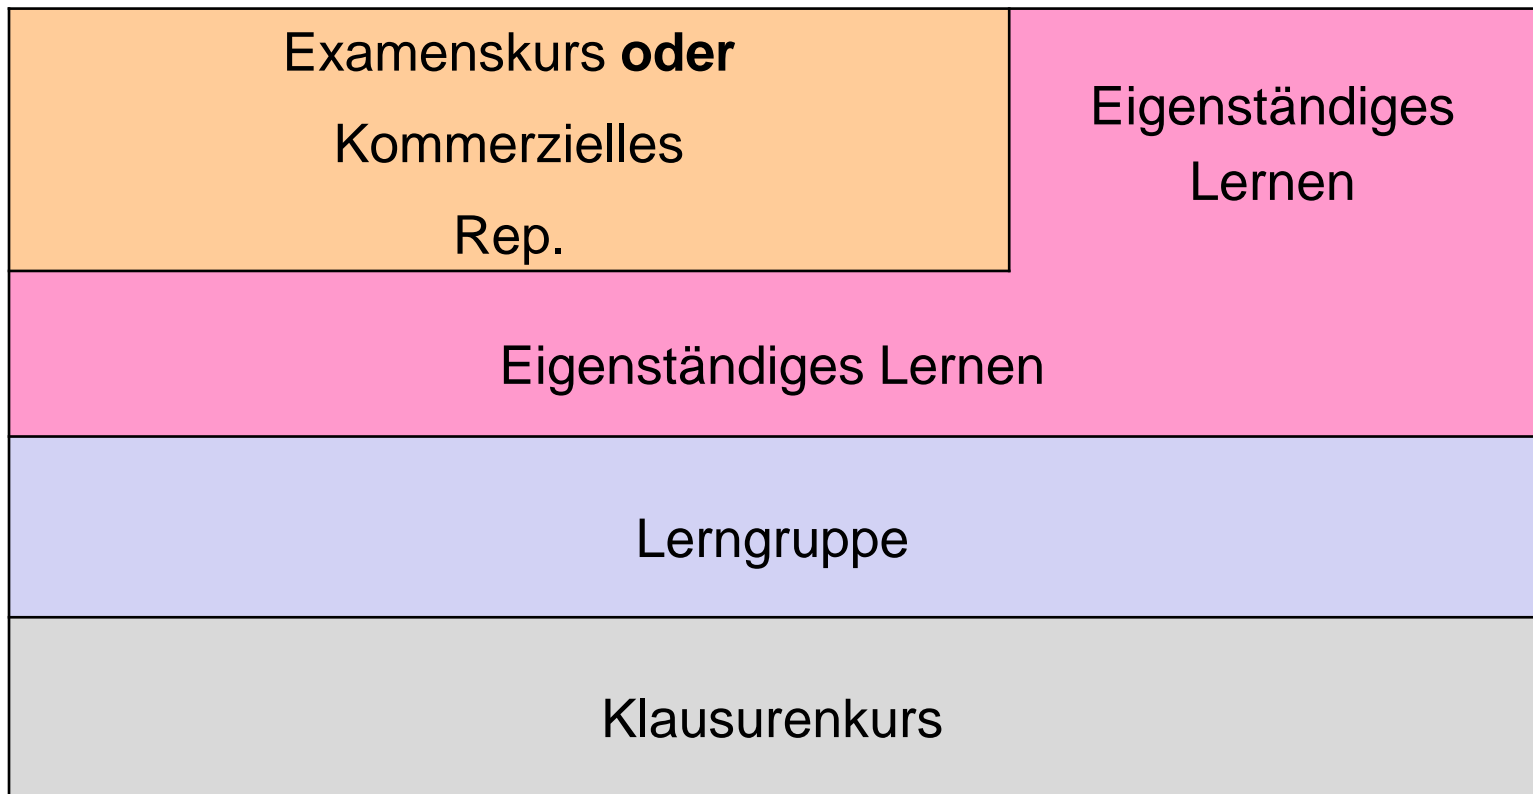 Examenskurs oder
Kommerzielles
Rep.
Eigenständiges
Lernen
Eigenständiges Lernen
Lerngruppe
Klausurenkurs